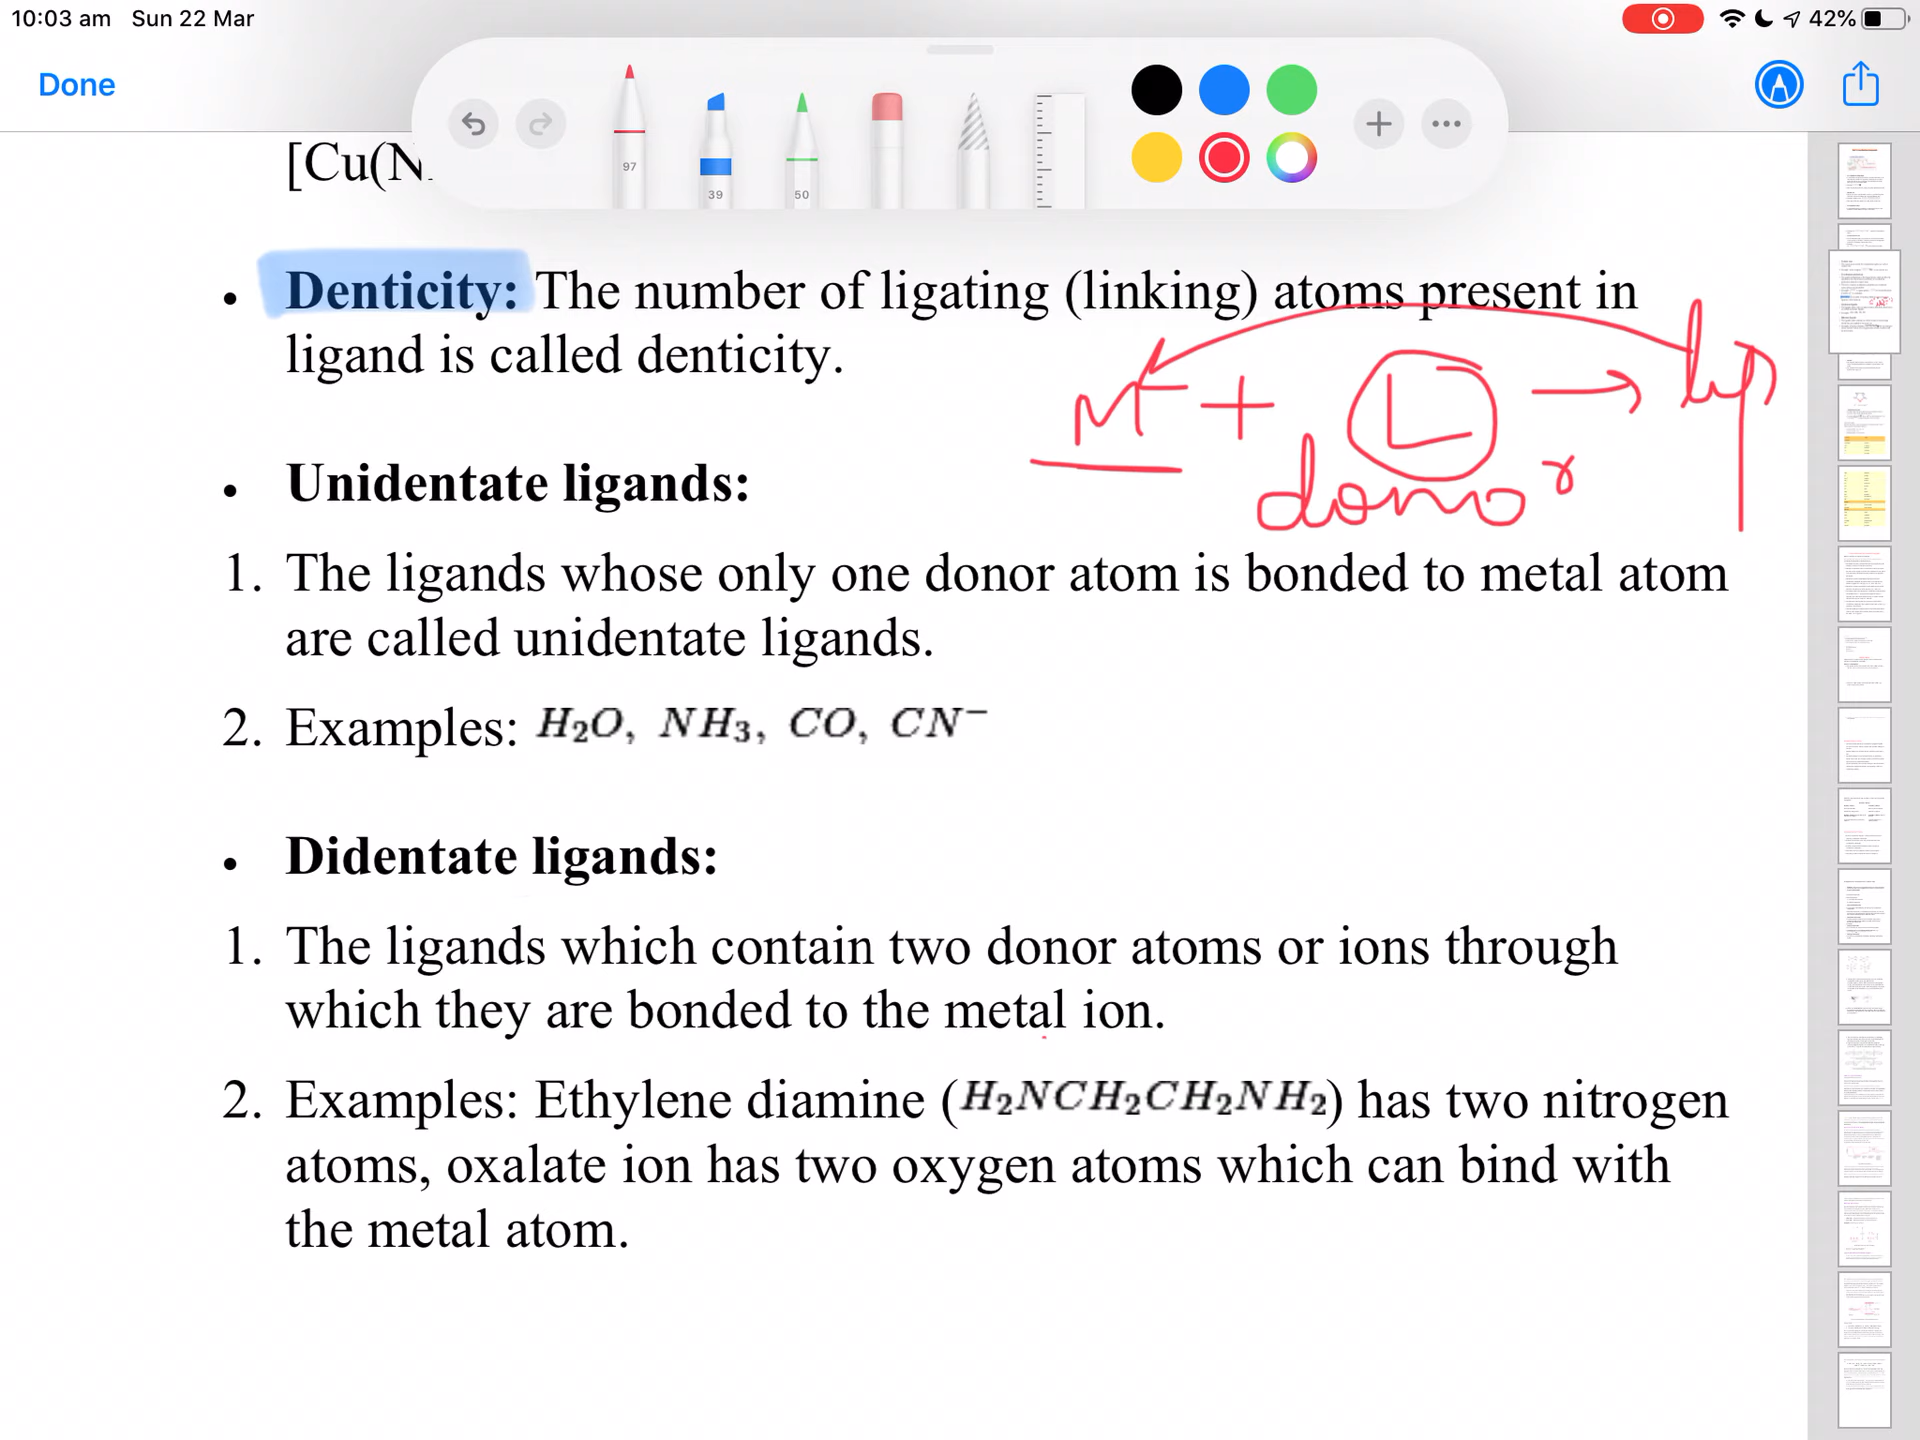 10:03 am Sun 22 Mar
42%
Done
97
39
50
[Cu(N
• Denticity: The number of ligating (linking) atoms present in
ligand is called denticity.
M + L → lp
donor
• Unidentate ligands:
1. The ligands whose only one donor atom is bonded to metal atom
are called unidentate ligands.
2. Examples: H₂O, NH₃, CO, CN⁻
• Didentate ligands:
1. The ligands which contain two donor atoms or ions through
which they are bonded to the metal ion.
2. Examples: Ethylene diamine (H₂NCH₂CH₂NH₂) has two nitrogen
atoms, oxalate ion has two oxygen atoms which can bind with
the metal atom.